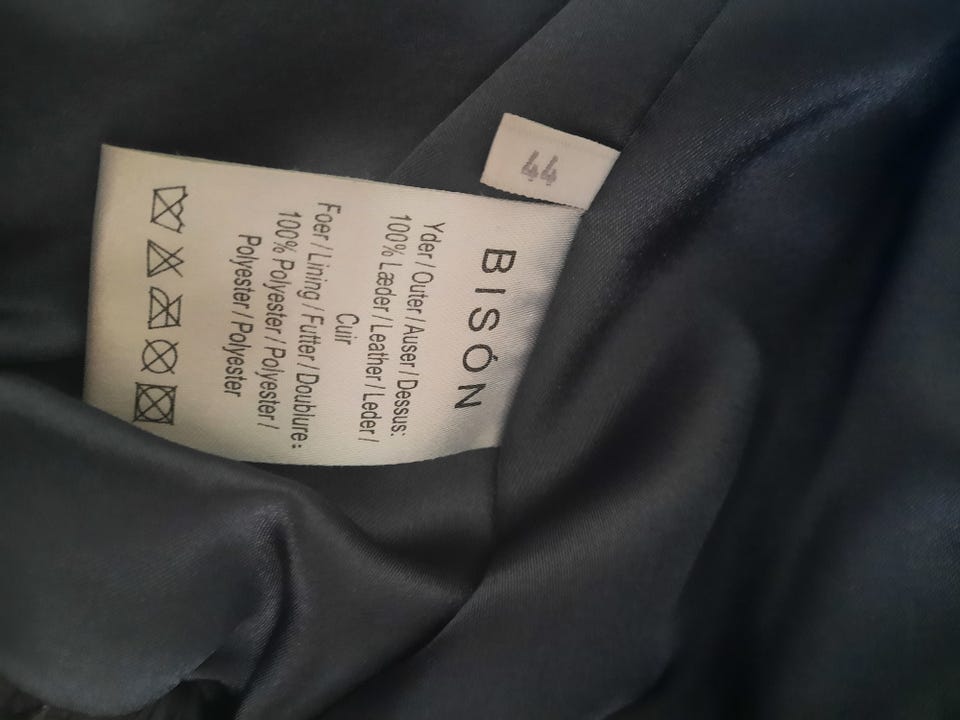 44
BISÓN
Yder / Outer / Auser / Dessus:
100% Læder / Leather / Leder /
Cuir
Foer / Lining / Futter / Doublure:
100% Polyester / Polyester /
Polyester / Polyester